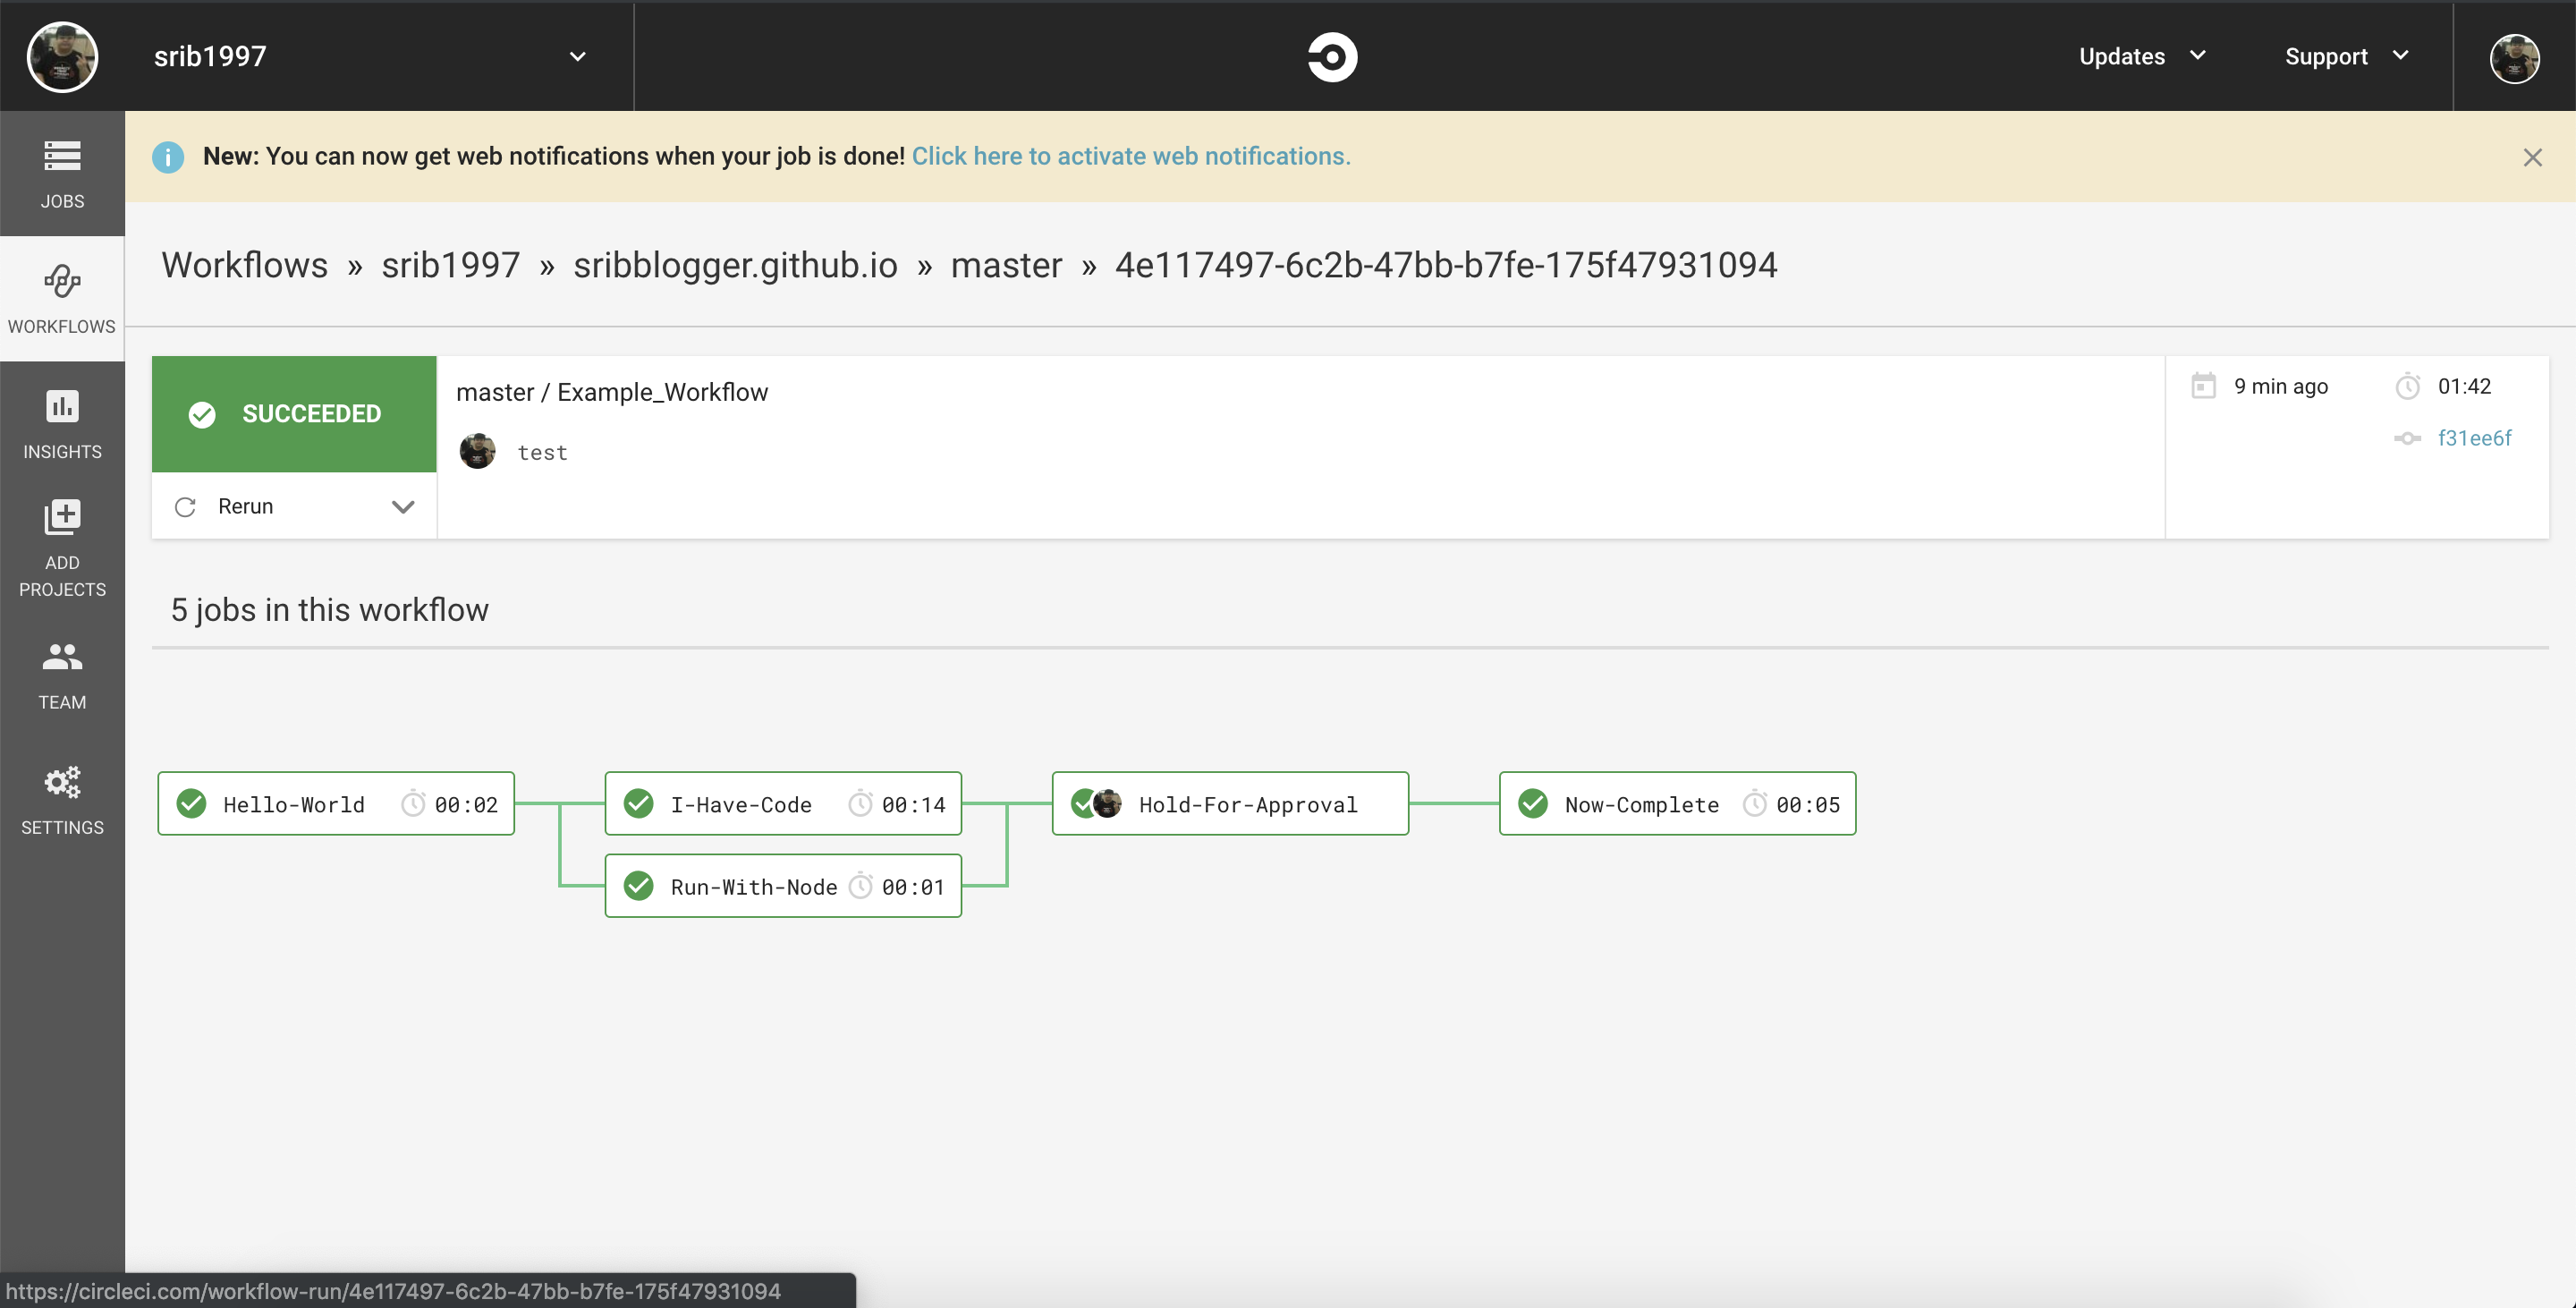 srib1997
Updates
Support
New: You can now get web notifications when your job is done! Click here to activate web notifications.
JOBS
WORKFLOWS
INSIGHTS
ADD
PROJECTS
TEAM
SETTINGS
Workflows » srib1997 » sribblogger.github.io » master » 4e117497-6c2b-47bb-b7fe-175f47931094
SUCCEEDED
Rerun
master / Example_Workflow
test
9 min ago
01:42
f31ee6f
5 jobs in this workflow
Hello-World 00:02
I-Have-Code 00:14
Run-With-Node 00:01
Hold-For-Approval
Now-Complete 00:05
https://circleci.com/workflow-run/4e117497-6c2b-47bb-b7fe-175f47931094